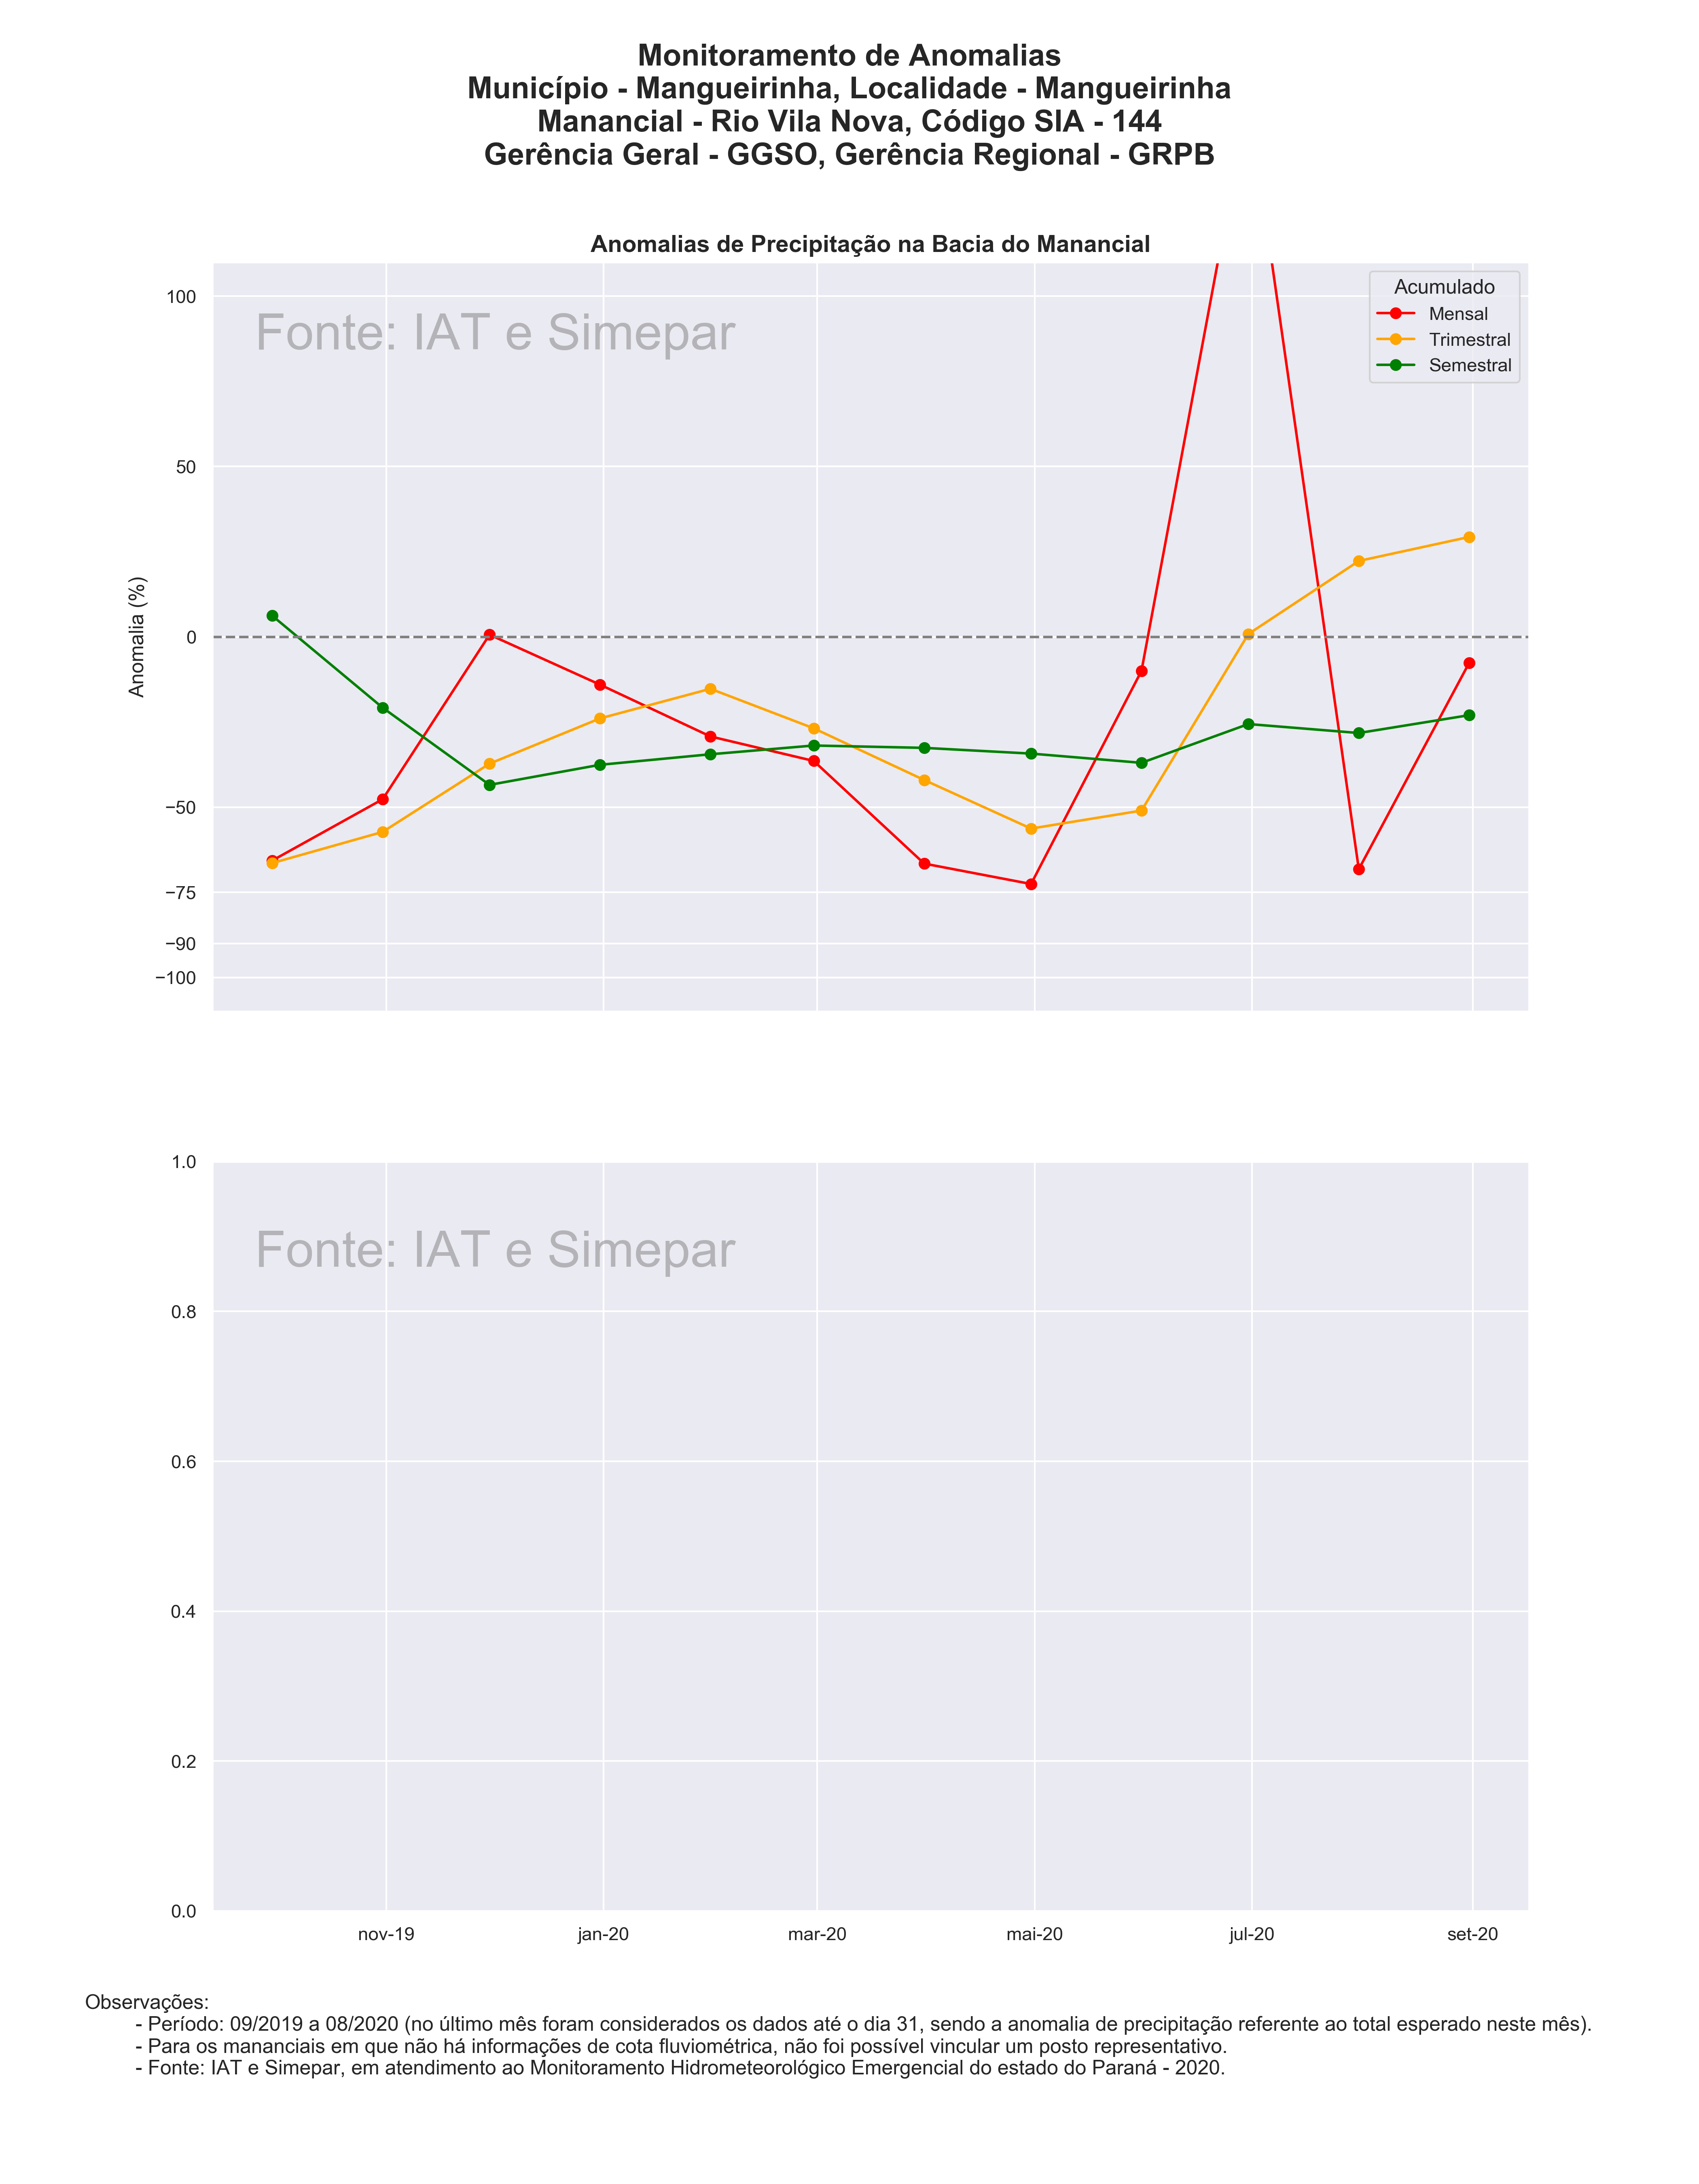 Monitoramento de Anomalias
Município - Mangueirinha, Localidade - Mangueirinha
Manancial - Rio Vila Nova, Código SIA - 144
Gerência Geral - GGSO, Gerência Regional - GRPB
Anomalias de Precipitação na Bacia do Manancial
Fonte: IAT e Simepar
Acumulado
Mensal
Trimestral
Semestral
Anomalia (%)
100
50
0
−50
−75
−90
−100
Fonte: IAT e Simepar
1.0
0.8
0.6
0.4
0.2
0.0
nov-19 jan-20 mar-20 mai-20 jul-20 set-20
Observações:
- Período: 09/2019 a 08/2020 (no último mês foram considerados os dados até o dia 31, sendo a anomalia de precipitação referente ao total esperado neste mês).
- Para os mananciais em que não há informações de cota fluviométrica, não foi possível vincular um posto representativo.
- Fonte: IAT e Simepar, em atendimento ao Monitoramento Hidrometeorológico Emergencial do estado do Paraná - 2020.